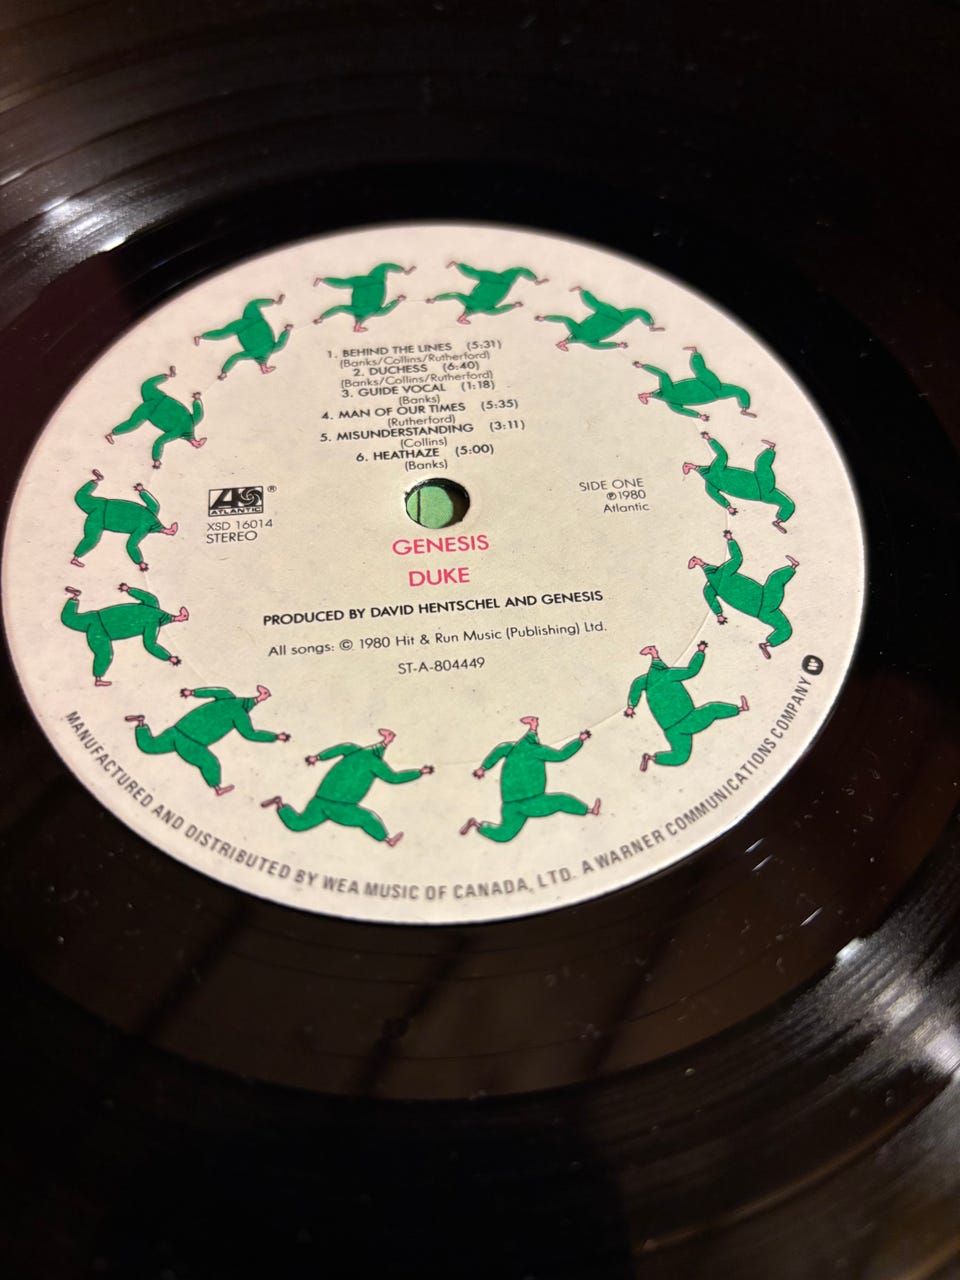 1. BEHIND THE LINES (5:31)
(Banks/Collins/Rutherford)
2. DUCHESS (6:40)
(Banks/Collins/Rutherford)
3. GUIDE VOCAL (1:18)
(Banks)
4. MAN OF OUR TIMES (5:35)
(Rutherford)
5. MISUNDERSTANDING (3:11)
(Collins)
6. HEATHAZE (5:00)
(Banks)
ATLANTIC ®
XSD 16014
STEREO
SIDE ONE
℗1980
Atlantic
GENESIS
DUKE
PRODUCED BY DAVID HENTSCHEL AND GENESIS
All songs: © 1980 Hit & Run Music (Publishing) Ltd.
ST-A-804449
MANUFACTURED AND DISTRIBUTED BY WEA MUSIC OF CANADA, LTD. A WARNER COMMUNICATIONS COMPANY